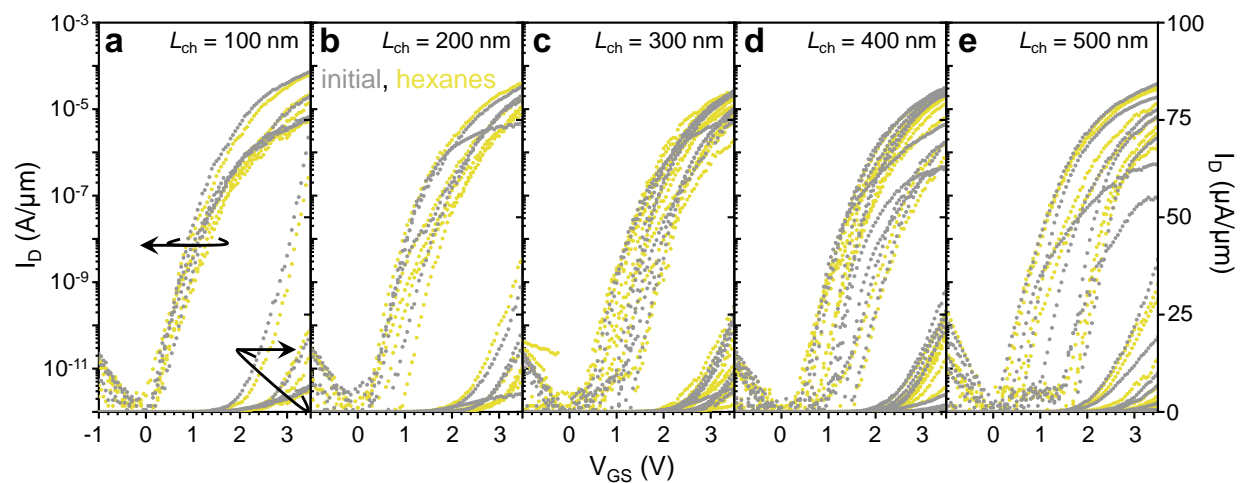 a L_ch = 100 nm
b L_ch = 200 nm
c L_ch = 300 nm
d L_ch = 400 nm
e L_ch = 500 nm
initial, hexanes
10⁻³
10⁻⁵
10⁻⁷
10⁻⁹
10⁻¹¹
I_D (A/μm)
100
75
50
25
0
I_D (μA/μm)
-1 0 1 2 3 0 1 2 3 0 1 2 3 0 1 2 3 0 1 2 3
V_GS (V)